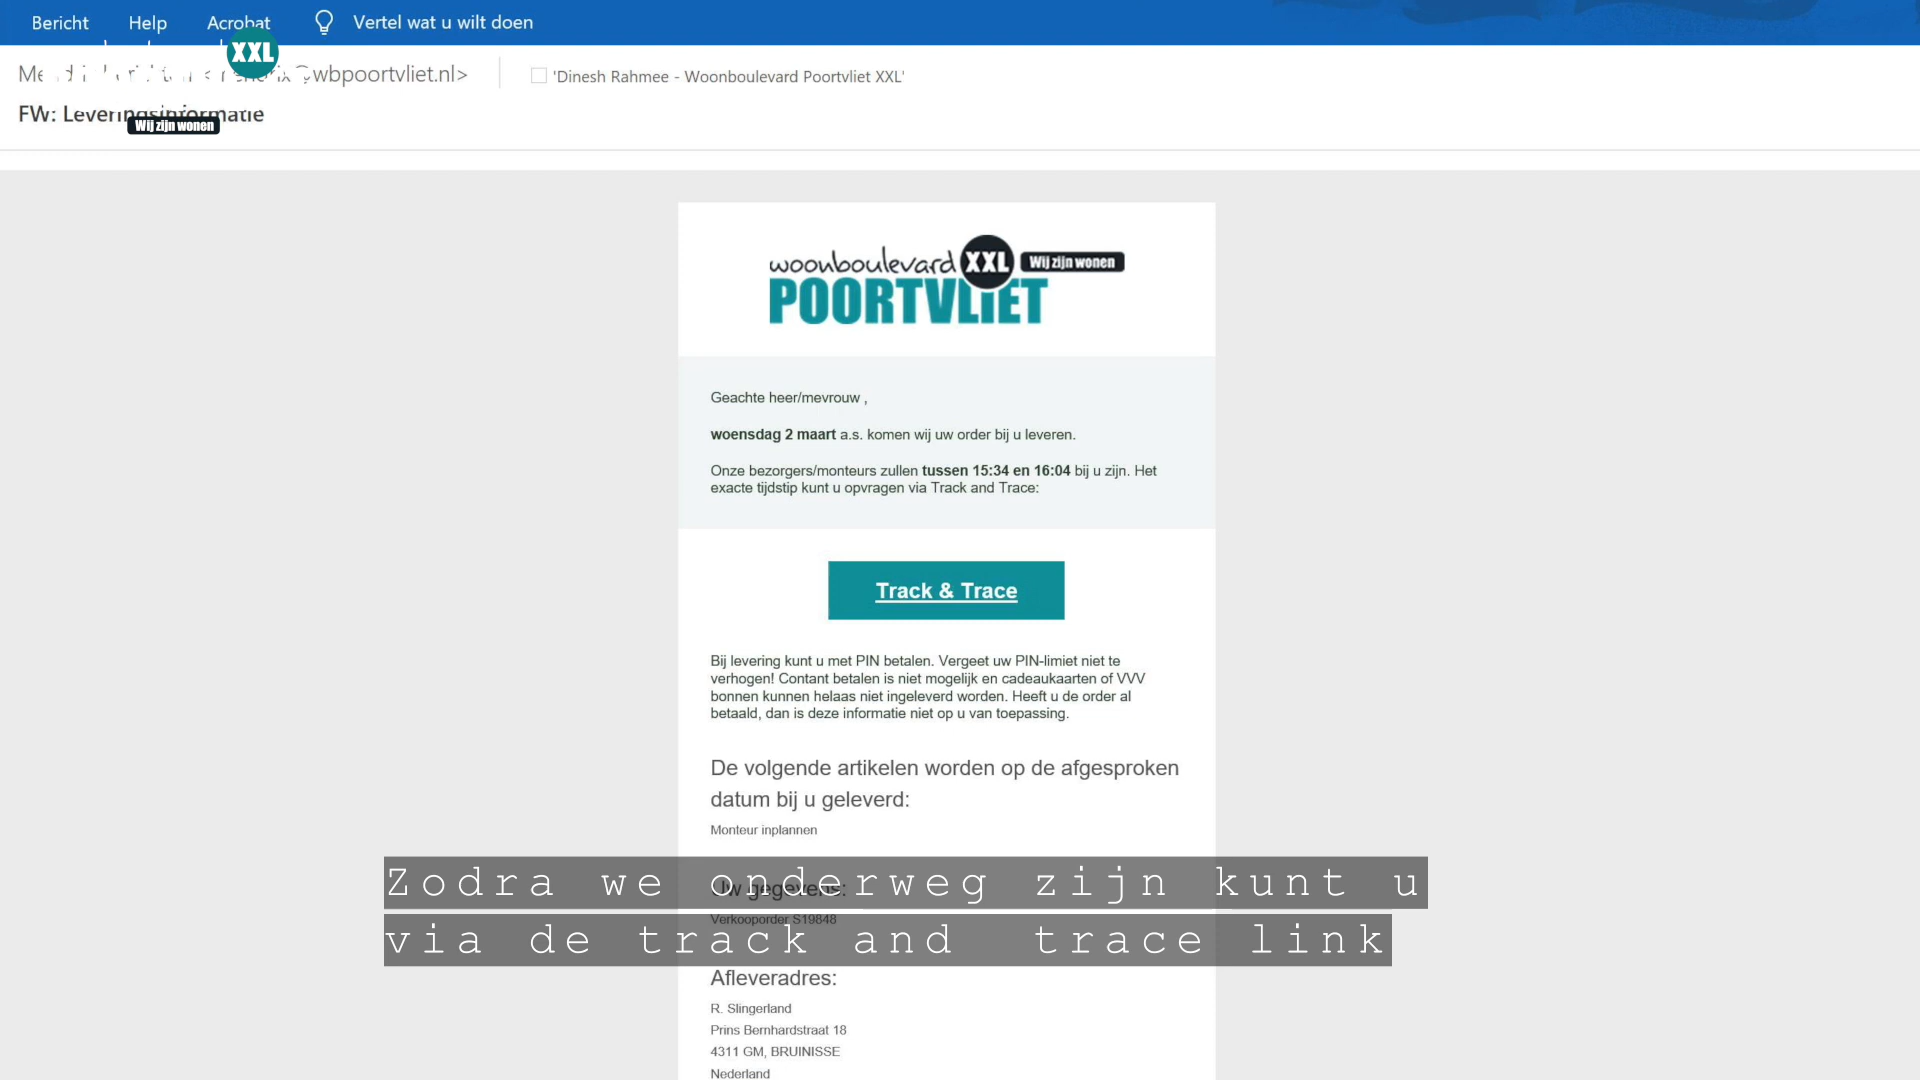 Bericht Help Acrobat Vertel wat u wilt doen
XXL
wbpoortvliet.nl> 'Dinesh Rahmee - Woonboulevard Poortvliet XXL'
FW: Leveringsinformatie
Wij zijn wonen
woonboulevard XXL Wij zijn wonen
POORTVLIET
Geachte heer/mevrouw ,
woensdag 2 maart a.s. komen wij uw order bij u leveren.
Onze bezorgers/monteurs zullen tussen 15:34 en 16:04 bij u zijn. Het
exacte tijdstip kunt u opvragen via Track and Trace:
Track & Trace
Bij levering kunt u met PIN betalen. Vergeet uw PIN-limiet niet te
verhogen! Contant betalen is niet mogelijk en cadeaukaarten of VVV
bonnen kunnen helaas niet ingeleverd worden. Heeft u de order al
betaald, dan is deze informatie niet op u van toepassing.
De volgende artikelen worden op de afgesproken
datum bij u geleverd:
Monteur inplannen
Uw gegevens:
Zodra we onderweg zijn kunt u
Verkooporder S19848
via de track and trace link
Afleveradres:
R. Slingerland
Prins Bernhardstraat 18
4311 GM, BRUINISSE
Nederland